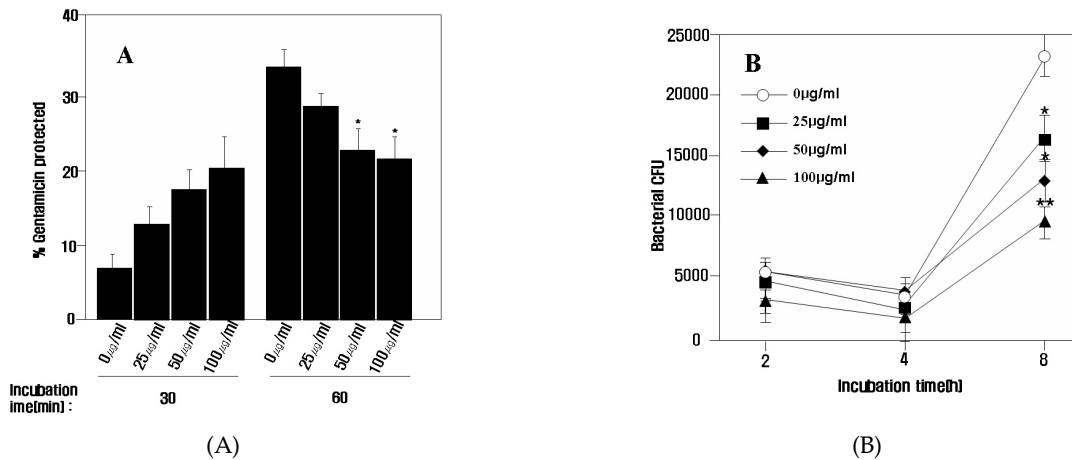 40
30
20
10
0
% Gentamicin protected
A
*
*
0㎍/ml
25㎍/ml
50㎍/ml
100㎍/ml
0㎍/ml
25㎍/ml
50㎍/ml
100㎍/ml
Incubation
ime[min] :
30
60
(A)
25000
20000
15000
10000
5000
0
Bacterial CFU
B
0µg/ml
25µg/ml
50µg/ml
100µg/ml
*
*
**
2
4
8
Incubation time[h]
(B)